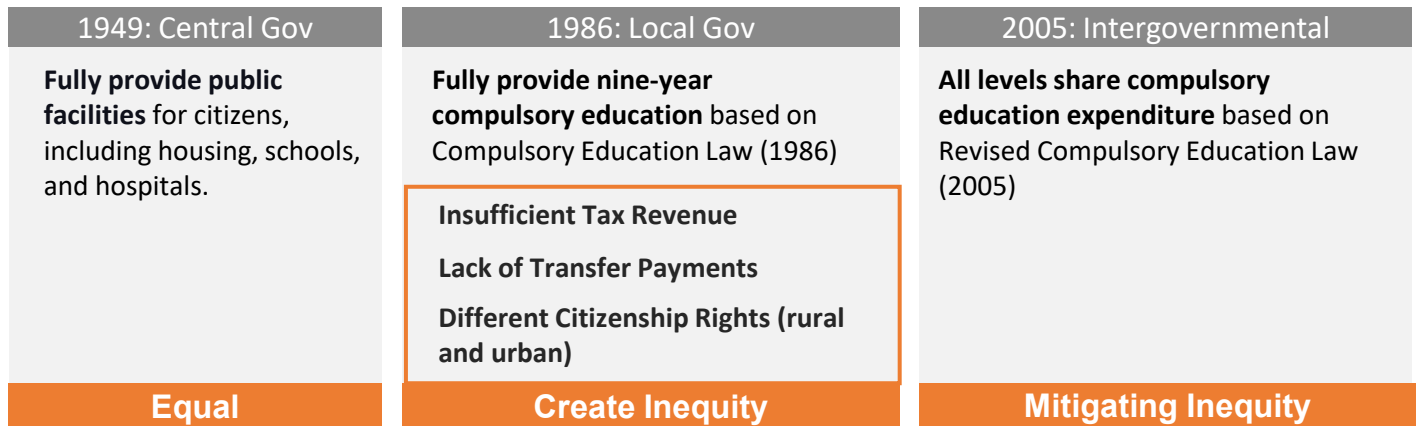 1949: Central Gov
Fully provide public
facilities for citizens,
including housing, schools,
and hospitals.
Equal
1986: Local Gov
Fully provide nine-year
compulsory education based on
Compulsory Education Law (1986)
Insufficient Tax Revenue
Lack of Transfer Payments
Different Citizenship Rights (rural
and urban)
Create Inequity
2005: Intergovernmental
All levels share compulsory
education expenditure based on
Revised Compulsory Education Law
(2005)
Mitigating Inequity